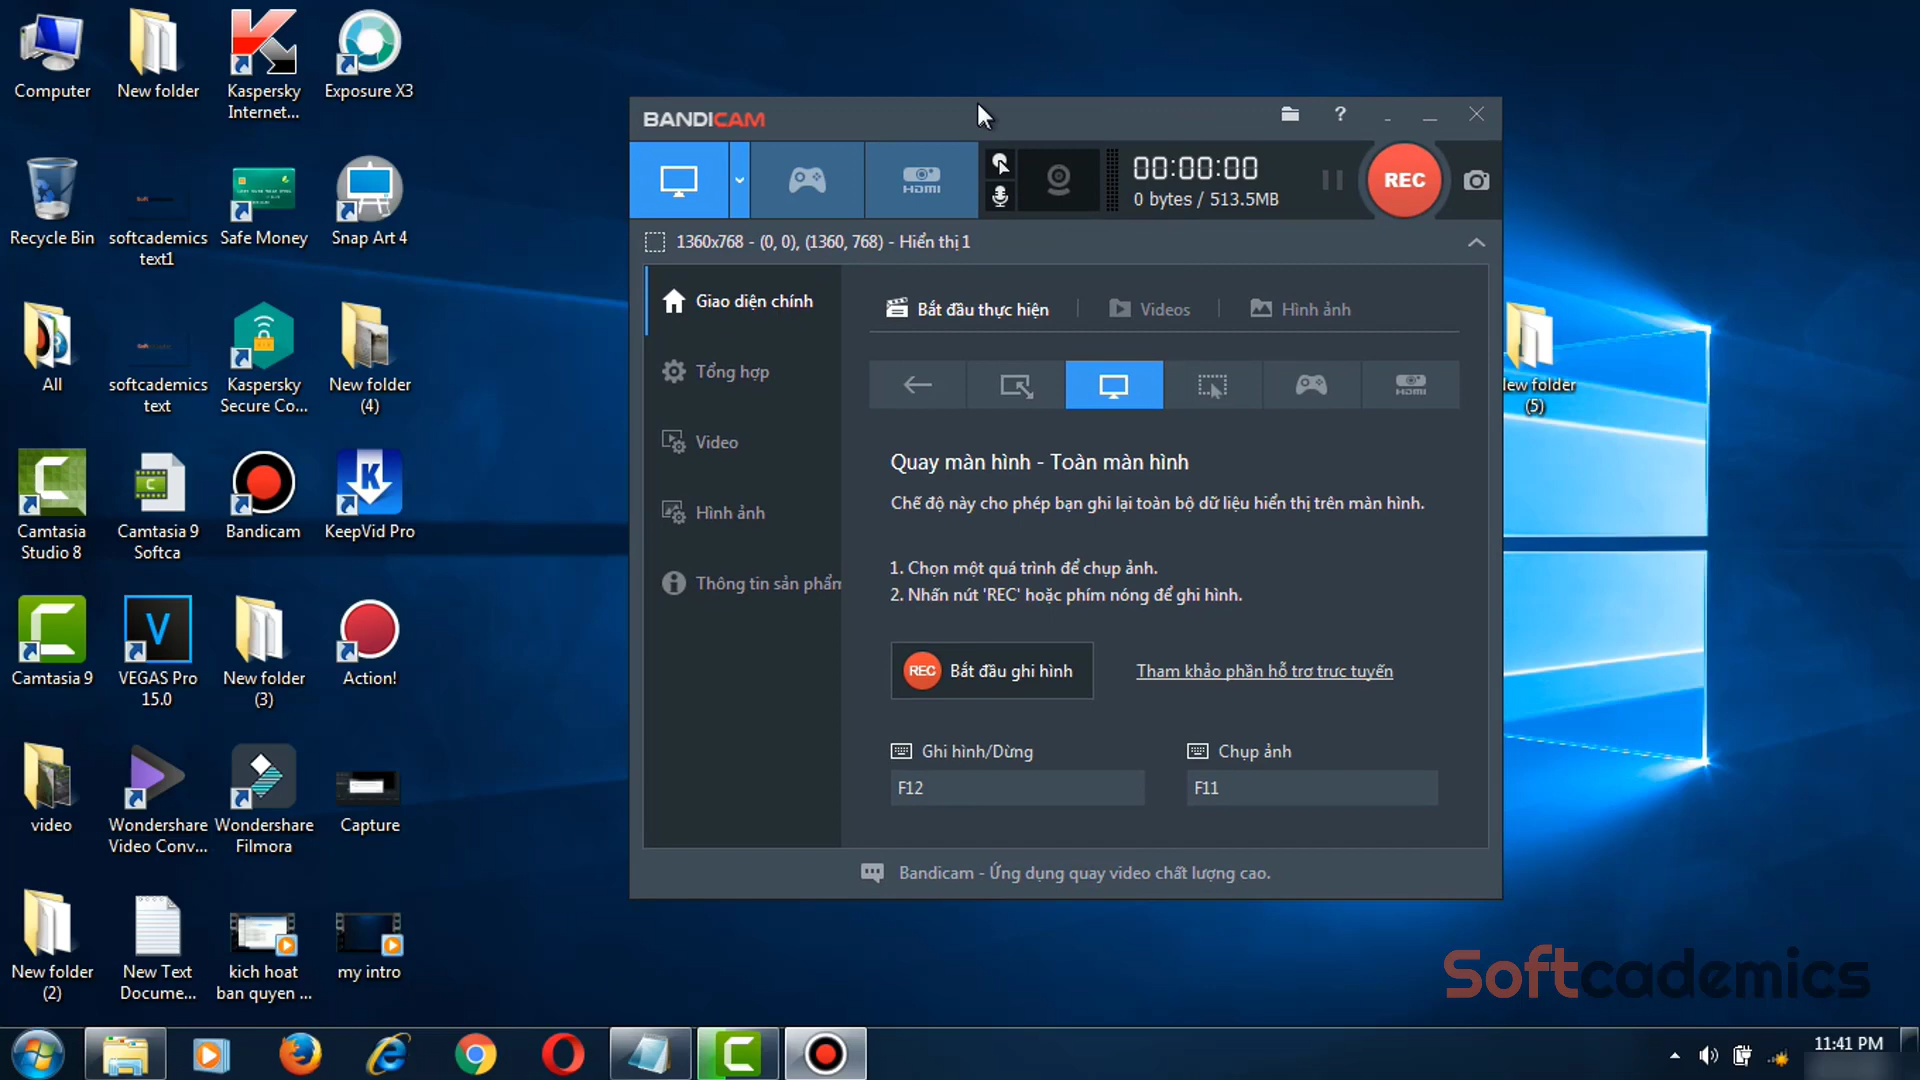 Computer
New folder
Kaspersky
Internet...
Exposure X3
Recycle Bin
softcademics
text1
Safe Money
Snap Art 4
All
softcademics
text
Kaspersky
Secure Co...
New folder
(4)
Camtasia
Studio 8
Camtasia 9
Softca
Bandicam
KeepVid Pro
Camtasia 9
VEGAS Pro
15.0
New folder
(3)
Action!
video
Wondershare
Video Conv...
Wondershare
Filmora
Capture
New folder
(2)
New Text
Docume...
kich hoat
ban quyen ...
my intro
BANDICAM
?
HDMI
00:00:00
0 bytes / 513.5MB
REC
1360x768 - (0, 0), (1360, 768) - Hiển thị 1
Giao diện chính
Tổng hợp
Video
Hình ảnh
Thông tin sản phẩm
Bắt đầu thực hiện
Videos
Hình ảnh
HDMI
Quay màn hình - Toàn màn hình
Chế độ này cho phép bạn ghi lại toàn bộ dữ liệu hiển thị trên màn hình.
1. Chọn một quá trình để chụp ảnh.
2. Nhấn nút 'REC' hoặc phím nóng để ghi hình.
REC Bắt đầu ghi hình
Tham khảo phần hỗ trợ trực tuyến
Ghi hình/Dừng
Chụp ảnh
F12
F11
Bandicam - Ứng dụng quay video chất lượng cao.
ew folder
(5)
Softcademics
11:41 PM